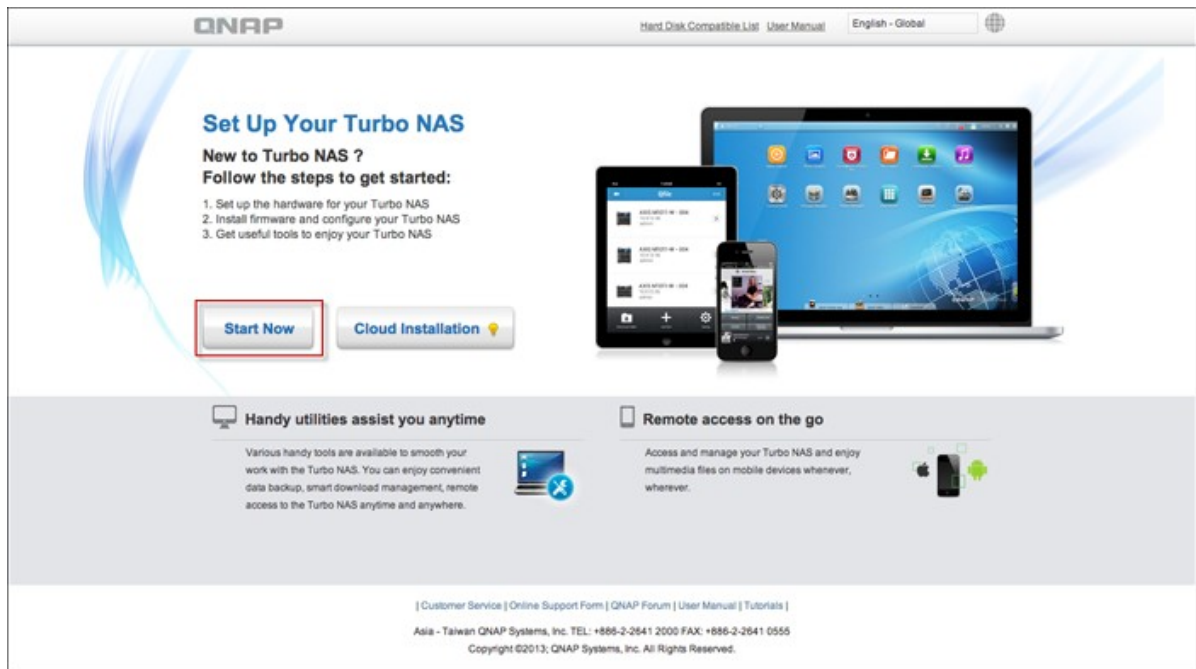 QNAP
Hard Disk Compatible List User Manual English - Global
Set Up Your Turbo NAS
New to Turbo NAS ?
Follow the steps to get started:
1. Set up the hardware for your Turbo NAS
2. Install firmware and configure your Turbo NAS
3. Get useful tools to enjoy your Turbo NAS
Start Now
Cloud Installation
Qfile
Handy utilities assist you anytime
Various handy tools are available to smooth your
work with the Turbo NAS. You can enjoy convenient
data backup, smart download management, remote
access to the Turbo NAS anytime and anywhere.
Remote access on the go
Access and manage your Turbo NAS and enjoy
multimedia files on mobile devices whenever,
wherever.
| Customer Service | Online Support Form | QNAP Forum | User Manual | Tutorials |
Asia - Taiwan QNAP Systems, Inc. TEL: +886-2-2641 2000 FAX: +886-2-2641 0555
Copyright ©2013; QNAP Systems, Inc. All Rights Reserved.